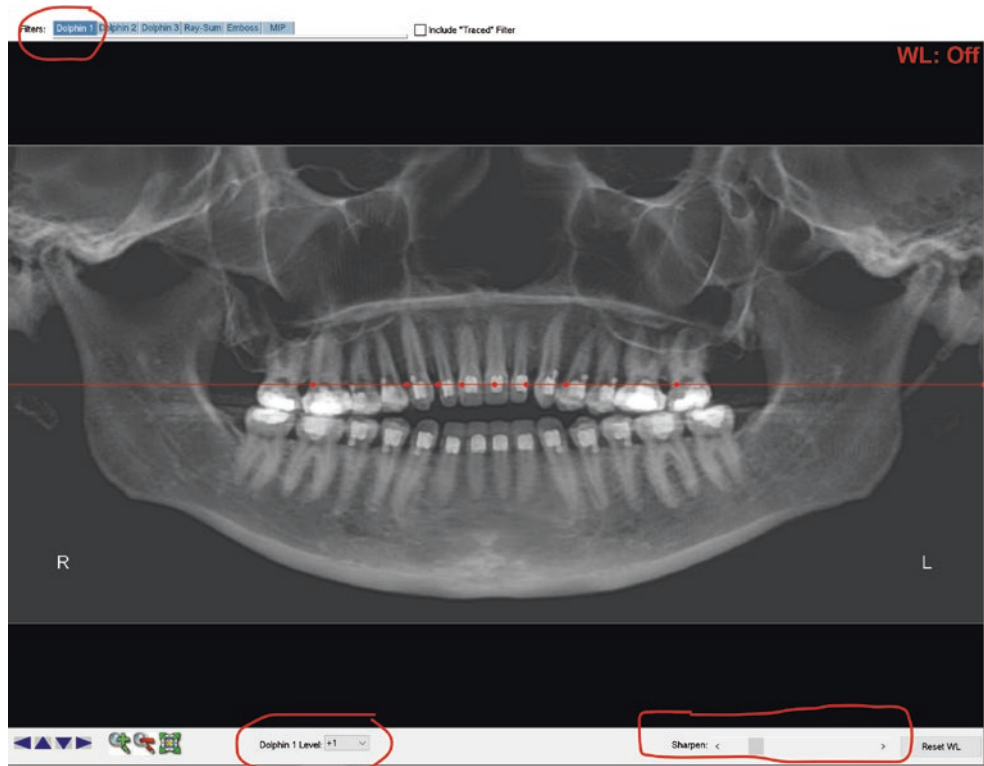 Filters: Dolphin 1 Dolphin 2 Dolphin 3 Ray-Sum Emboss MIP Include "Traced" Filter
WL: Off
R L
Dolphin 1 Level: +1 Sharpen: < > Reset WL